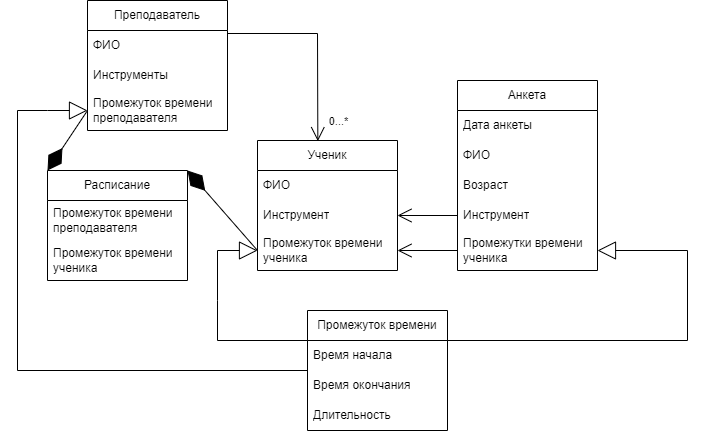 Преподаватель
ФИО
Инструменты
Промежуток времени
преподавателя
0...*
Анкета
Дата анкеты
ФИО
Возраст
Инструмент
Промежутки времени
ученика
Ученик
ФИО
Инструмент
Промежуток времени
ученика
Расписание
Промежуток времени
преподавателя
Промежуток времени
ученика
Промежуток времени
Время начала
Время окончания
Длительность